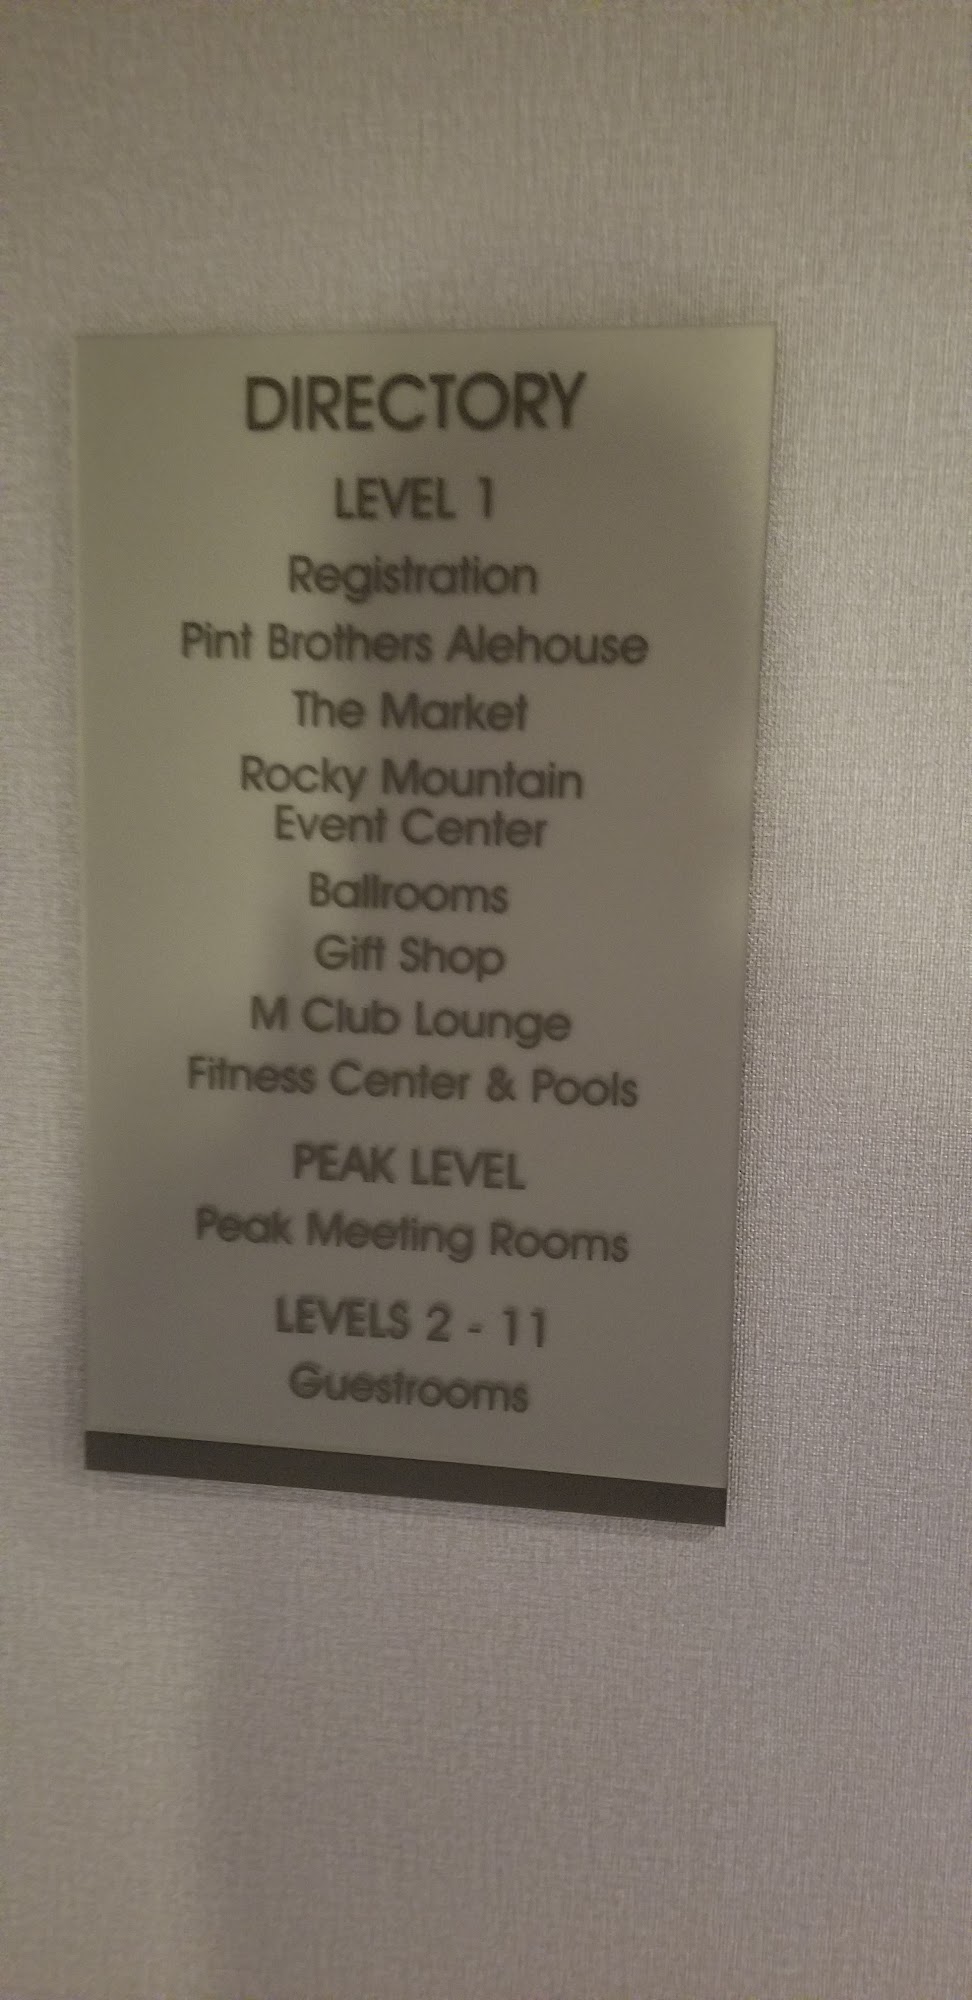 DIRECTORY
LEVEL 1
Registration
Pint Brothers Alehouse
The Market
Rocky Mountain
Event Center
Ballrooms
Gift Shop
M Club Lounge
Fitness Center & Pools
PEAK LEVEL
Peak Meeting Rooms
LEVELS 2 - 11
Guestrooms